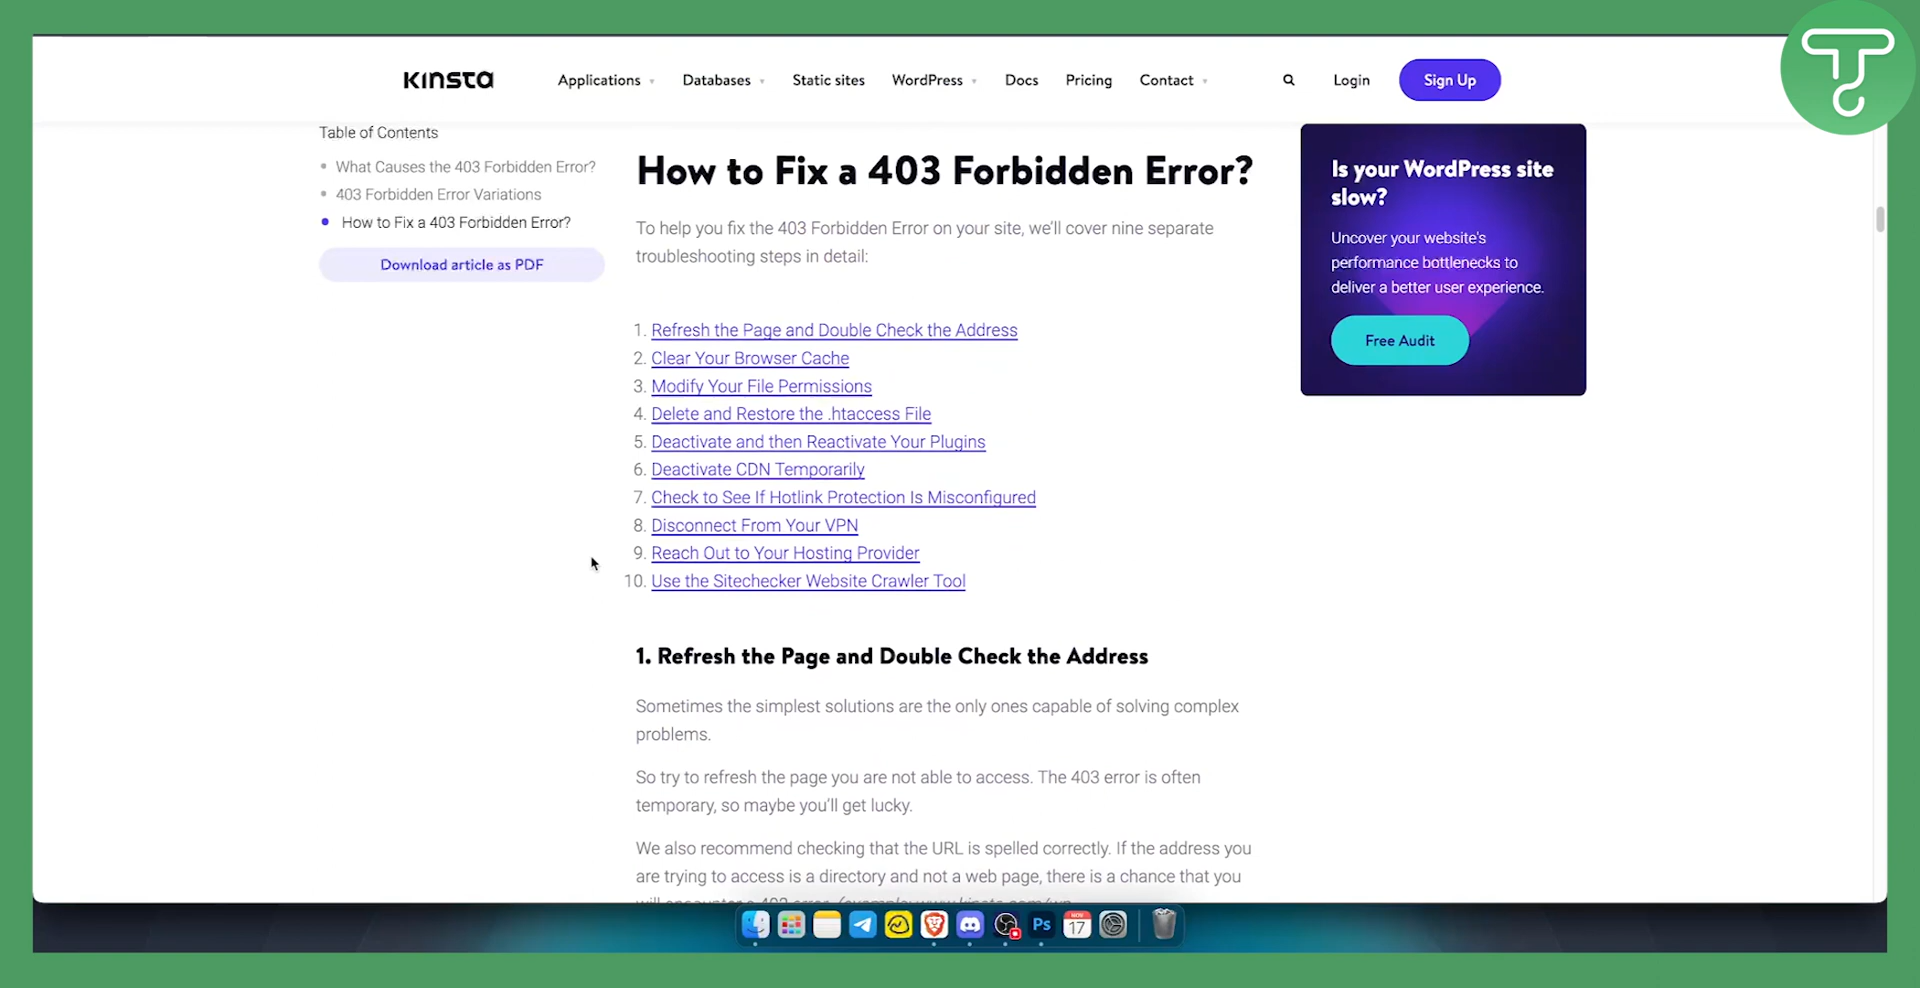 Kinsta
Applications
Databases
Static sites
WordPress
Docs
Pricing
Contact
Login
Sign Up
Table of Contents
What Causes the 403 Forbidden Error?
403 Forbidden Error Variations
How to Fix a 403 Forbidden Error?
Download article as PDF
How to Fix a 403 Forbidden Error?
To help you fix the 403 Forbidden Error on your site, we'll cover nine separate
troubleshooting steps in detail:
1. Refresh the Page and Double Check the Address
2. Clear Your Browser Cache
3. Modify Your File Permissions
4. Delete and Restore the .htaccess File
5. Deactivate and then Reactivate Your Plugins
6. Deactivate CDN Temporarily
7. Check to See If Hotlink Protection Is Misconfigured
8. Disconnect From Your VPN
9. Reach Out to Your Hosting Provider
10. Use the Sitechecker Website Crawler Tool
1. Refresh the Page and Double Check the Address
Sometimes the simplest solutions are the only ones capable of solving complex
problems.
So try to refresh the page you are not able to access. The 403 error is often
temporary, so maybe you'll get lucky.
We also recommend checking that the URL is spelled correctly. If the address you
are trying to access is a directory and not a web page, there is a chance that you
Is your WordPress site
slow?
Uncover your website's
performance bottlenecks to
deliver a better user experience.
Free Audit
Ps
NOV
17